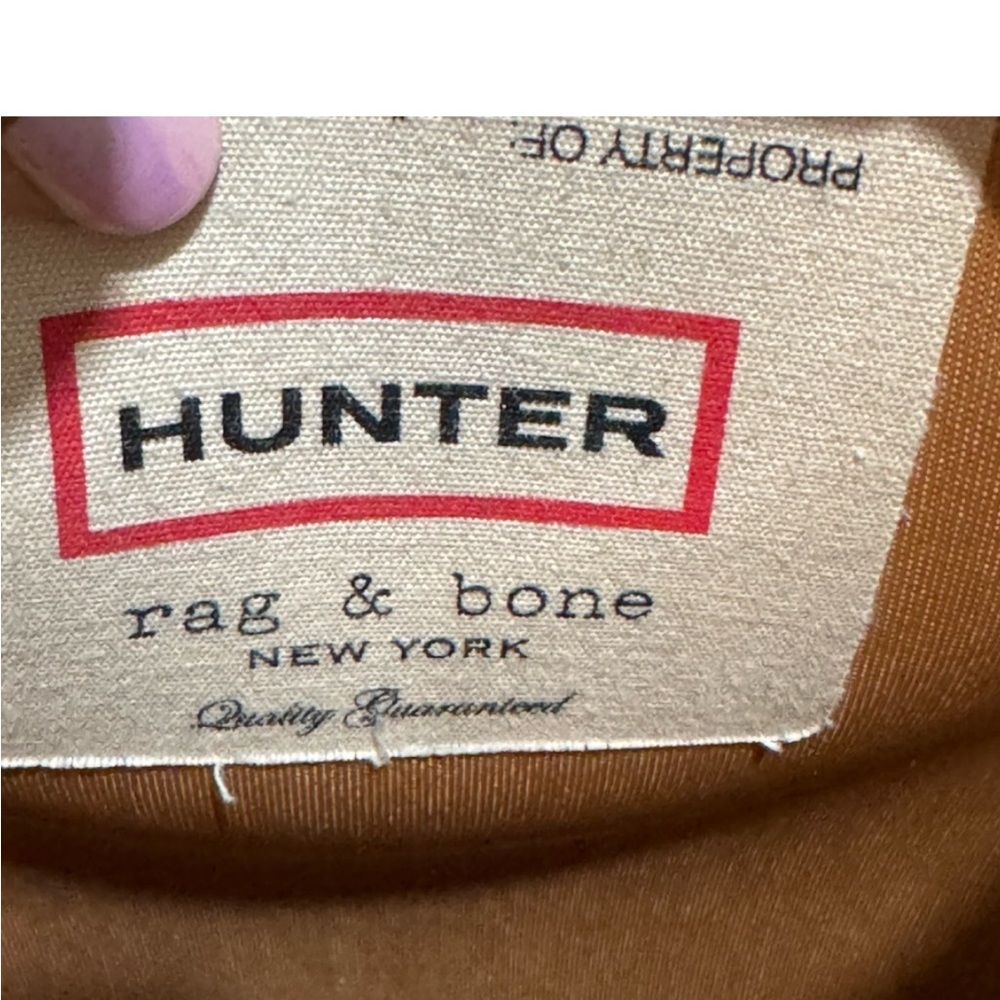 PROPERTY OF:
HUNTER
rag & bone
NEW YORK
Quality Guaranteed